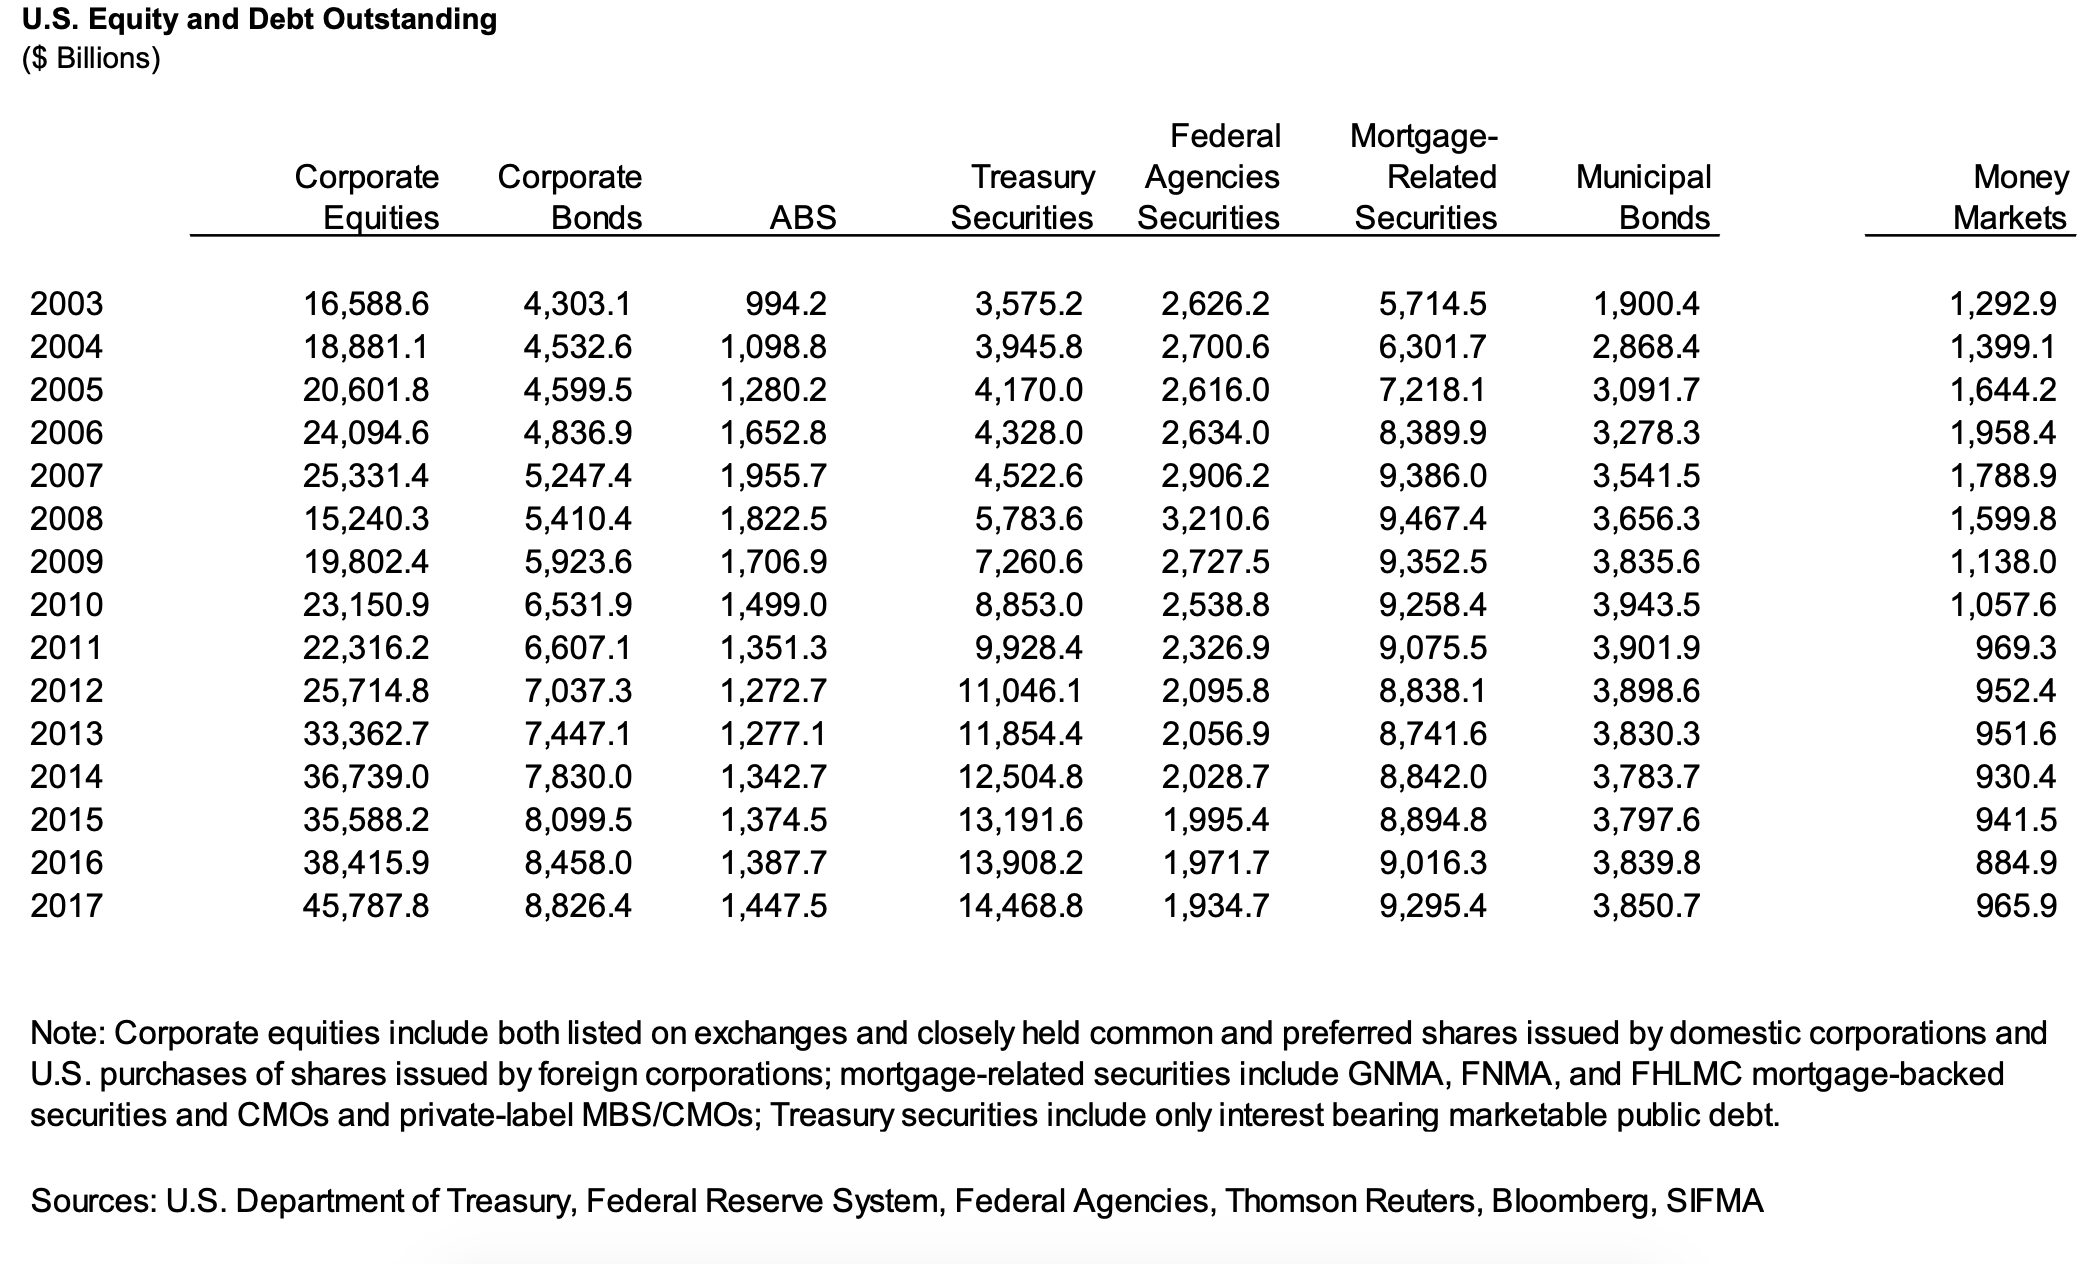 U.S. Equity and Debt Outstanding
($ Billions)
Federal Mortgage-
Corporate Corporate Treasury Agencies Related Municipal Money
Equities Bonds ABS Securities Securities Securities Bonds Markets
2003 16,588.6 4,303.1 994.2 3,575.2 2,626.2 5,714.5 1,900.4 1,292.9
2004 18,881.1 4,532.6 1,098.8 3,945.8 2,700.6 6,301.7 2,868.4 1,399.1
2005 20,601.8 4,599.5 1,280.2 4,170.0 2,616.0 7,218.1 3,091.7 1,644.2
2006 24,094.6 4,836.9 1,652.8 4,328.0 2,634.0 8,389.9 3,278.3 1,958.4
2007 25,331.4 5,247.4 1,955.7 4,522.6 2,906.2 9,386.0 3,541.5 1,788.9
2008 15,240.3 5,410.4 1,822.5 5,783.6 3,210.6 9,467.4 3,656.3 1,599.8
2009 19,802.4 5,923.6 1,706.9 7,260.6 2,727.5 9,352.5 3,835.6 1,138.0
2010 23,150.9 6,531.9 1,499.0 8,853.0 2,538.8 9,258.4 3,943.5 1,057.6
2011 22,316.2 6,607.1 1,351.3 9,928.4 2,326.9 9,075.5 3,901.9 969.3
2012 25,714.8 7,037.3 1,272.7 11,046.1 2,095.8 8,838.1 3,898.6 952.4
2013 33,362.7 7,447.1 1,277.1 11,854.4 2,056.9 8,741.6 3,830.3 951.6
2014 36,739.0 7,830.0 1,342.7 12,504.8 2,028.7 8,842.0 3,783.7 930.4
2015 35,588.2 8,099.5 1,374.5 13,191.6 1,995.4 8,894.8 3,797.6 941.5
2016 38,415.9 8,458.0 1,387.7 13,908.2 1,971.7 9,016.3 3,839.8 884.9
2017 45,787.8 8,826.4 1,447.5 14,468.8 1,934.7 9,295.4 3,850.7 965.9
Note: Corporate equities include both listed on exchanges and closely held common and preferred shares issued by domestic corporations and
U.S. purchases of shares issued by foreign corporations; mortgage-related securities include GNMA, FNMA, and FHLMC mortgage-backed
securities and CMOs and private-label MBS/CMOs; Treasury securities include only interest bearing marketable public debt.
Sources: U.S. Department of Treasury, Federal Reserve System, Federal Agencies, Thomson Reuters, Bloomberg, SIFMA